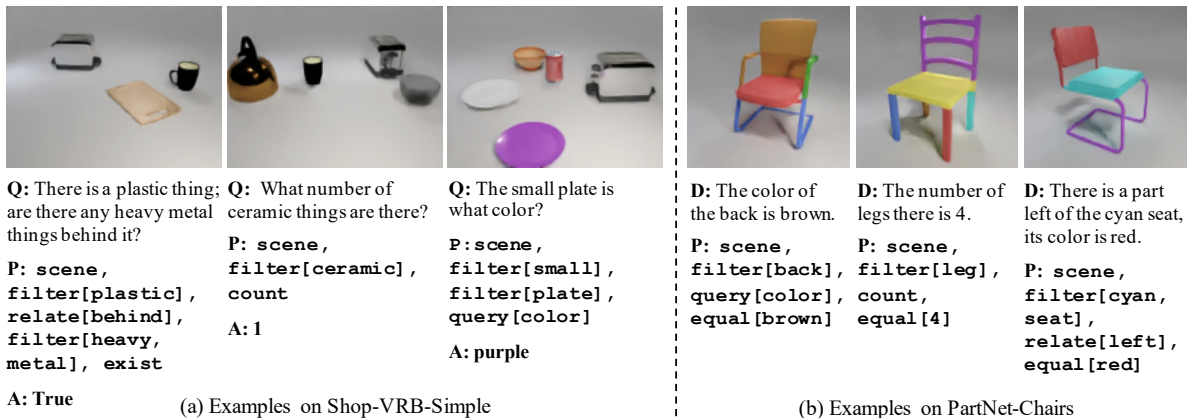 Q: There is a plastic thing;
are there any heavy metal
things behind it?
P: scene,
filter[plastic],
relate[behind],
filter[heavy,
metal], exist
A: True
Q: What number of
ceramic things are there?
P: scene,
filter[ceramic],
count
A: 1
Q: The small plate is
what color?
P:scene,
filter[small],
filter[plate],
query[color]
A: purple
(a) Examples on Shop-VRB-Simple
D: The color of
the back is brown.
P: scene,
filter[back],
query[color],
equal[brown]
D: The number of
legs there is 4.
P: scene,
filter[leg],
count,
equal[4]
D: There is a part
left of the cyan seat,
its color is red.
P: scene,
filter[cyan,
seat],
relate[left],
equal[red]
(b) Examples on PartNet-Chairs